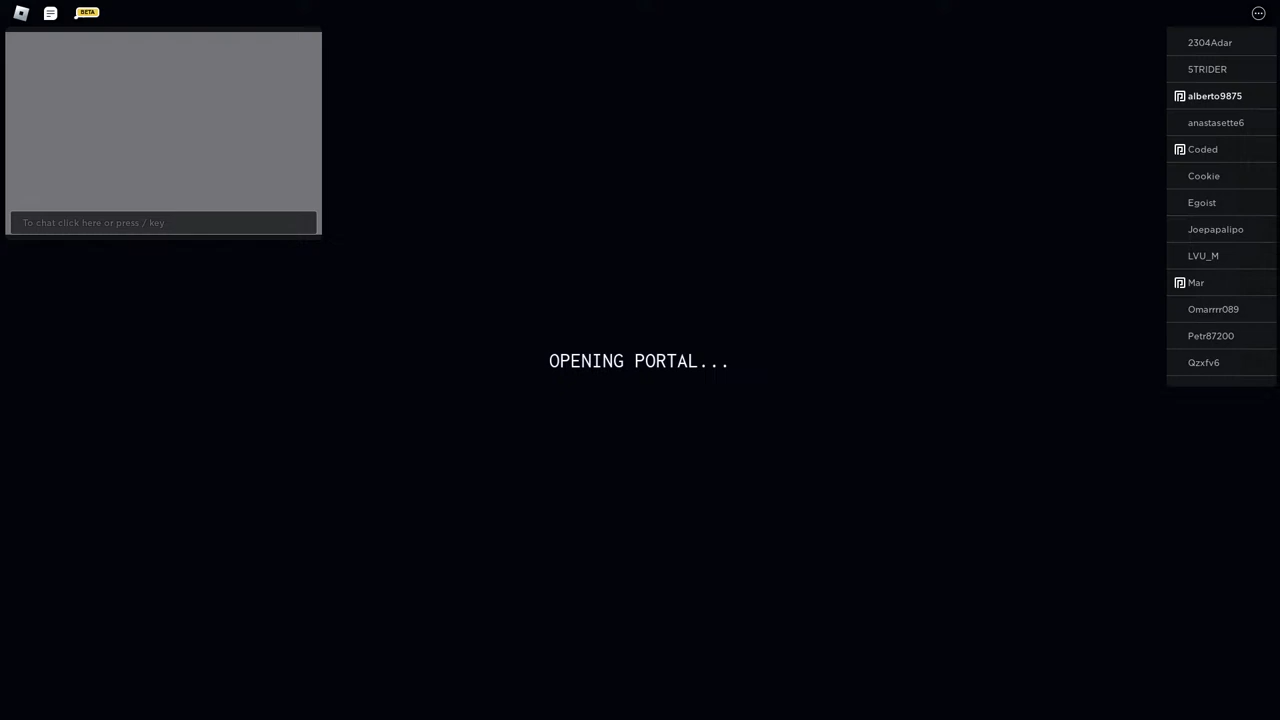 BETA
To chat click here or press / key
OPENING PORTAL...
2304Adar
5TRIDER
alberto9875
anastasette6
Coded
Cookie
Egoist
Joepapalipo
LVU_M
Mar
Omarrrr089
Petr87200
Qzxfv6